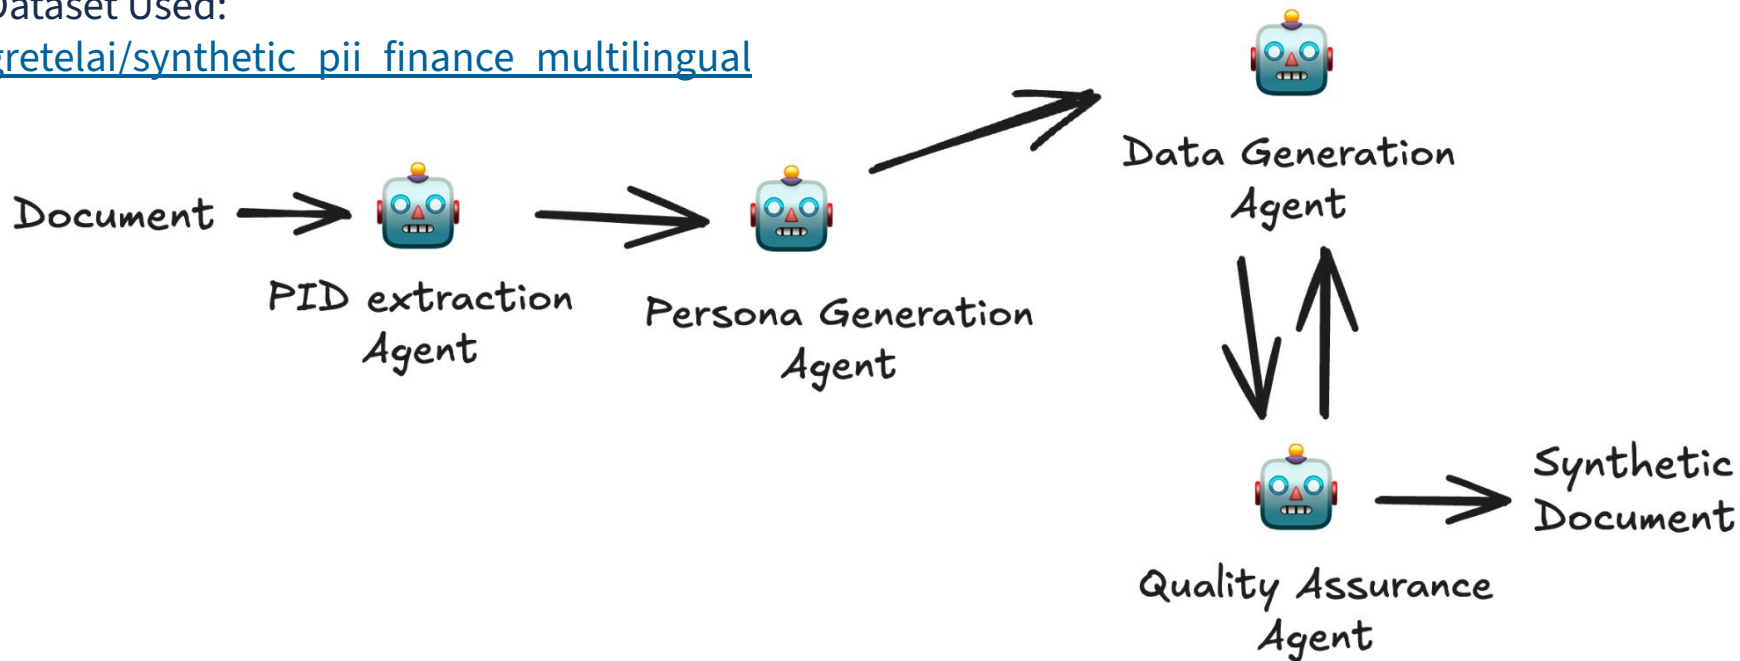 Dataset Used:
gretelai/synthetic_pii_finance_multilingual
Document
PID extraction
Agent
Persona Generation
Agent
Data Generation
Agent
Quality Assurance
Agent
Synthetic
Document